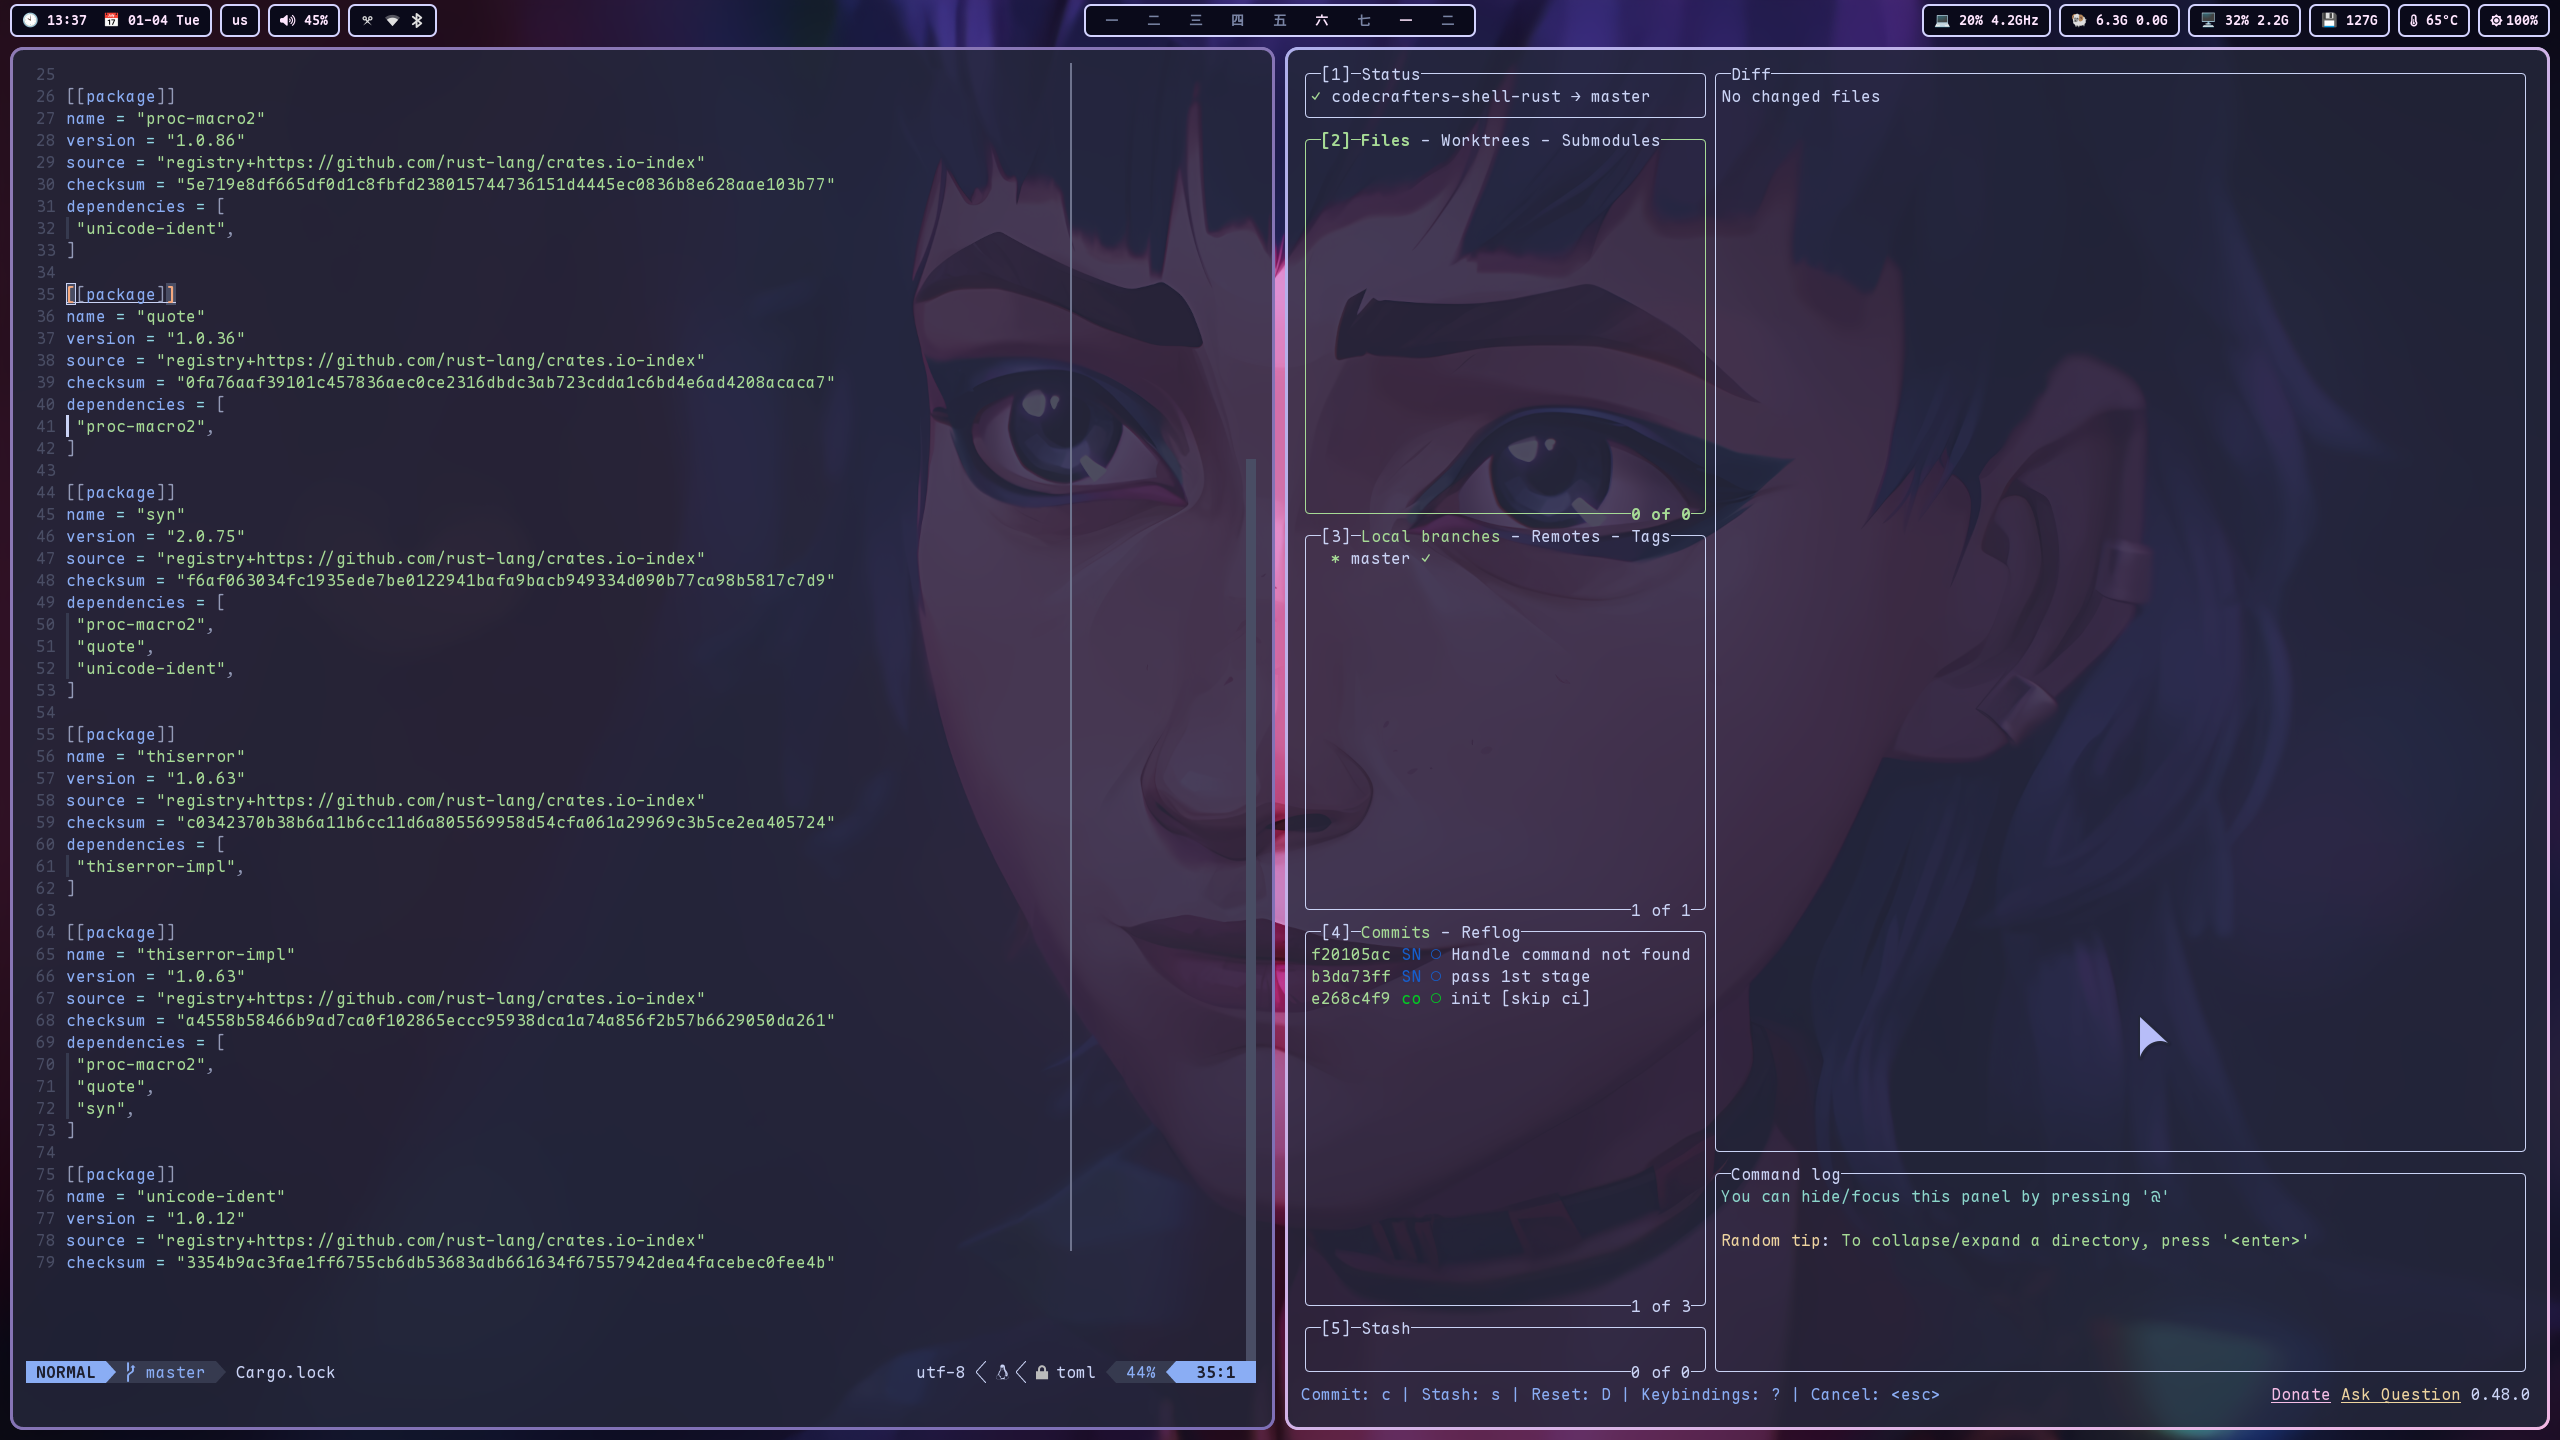 13:37 01-04 Tue
us
45%
一 二 三 四 五 六 七 一 二
20% 4.2GHz
6.3G 0.0G
32% 2.2G
127G
65°C
100%
25
26 [[package]]
27 name = "proc-macro2"
28 version = "1.0.86"
29 source = "registry+https://github.com/rust-lang/crates.io-index"
30 checksum = "5e719e8df665df0d1c8fbfd238015744736151d4445ec0836b8e628aae103b77"
31 dependencies = [
32 "unicode-ident",
33 ]
34
35 [[package]]
36 name = "quote"
37 version = "1.0.36"
38 source = "registry+https://github.com/rust-lang/crates.io-index"
39 checksum = "0fa76aaf39101c457836aec0ce2316dbdc3ab723cdda1c6bd4e6ad4208acaca7"
40 dependencies = [
41 "proc-macro2",
42 ]
43
44 [[package]]
45 name = "syn"
46 version = "2.0.75"
47 source = "registry+https://github.com/rust-lang/crates.io-index"
48 checksum = "f6af063034fc1935ede7be0122941bafa9bacb949334d090b77ca98b5817c7d9"
49 dependencies = [
50 "proc-macro2",
51 "quote",
52 "unicode-ident",
53 ]
54
55 [[package]]
56 name = "thiserror"
57 version = "1.0.63"
58 source = "registry+https://github.com/rust-lang/crates.io-index"
59 checksum = "c0342370b38b6a11b6cc11d6a805569958d54cfa061a29969c3b5ce2ea405724"
60 dependencies = [
61 "thiserror-impl",
62 ]
63
64 [[package]]
65 name = "thiserror-impl"
66 version = "1.0.63"
67 source = "registry+https://github.com/rust-lang/crates.io-index"
68 checksum = "a4558b58466b9ad7ca0f102865eccc95938dca1a74a856f2b57b6629050da261"
69 dependencies = [
70 "proc-macro2",
71 "quote",
72 "syn",
73 ]
74
75 [[package]]
76 name = "unicode-ident"
77 version = "1.0.12"
78 source = "registry+https://github.com/rust-lang/crates.io-index"
79 checksum = "3354b9ac3fae1ff6755cb6db53683adb661634f67557942dea4facebec0fee4b"
NORMAL master Cargo.lock utf-8 toml 44% 35:1
[1]─Status
✓ codecrafters-shell-rust → master
[2]─Files - Worktrees - Submodules
0 of 0
[3]─Local branches - Remotes - Tags
* master ✓
1 of 1
[4]─Commits - Reflog
f20105ac SN ○ Handle command not found
b3da73ff SN ○ pass 1st stage
e268c4f9 co ○ init [skip ci]
1 of 3
[5]─Stash
0 of 0
Diff
No changed files
Command log
You can hide/focus this panel by pressing '@'
Random tip: To collapse/expand a directory, press '<enter>'
Commit: c | Stash: s | Reset: D | Keybindings: ? | Cancel: <esc>
Donate Ask Question 0.48.0